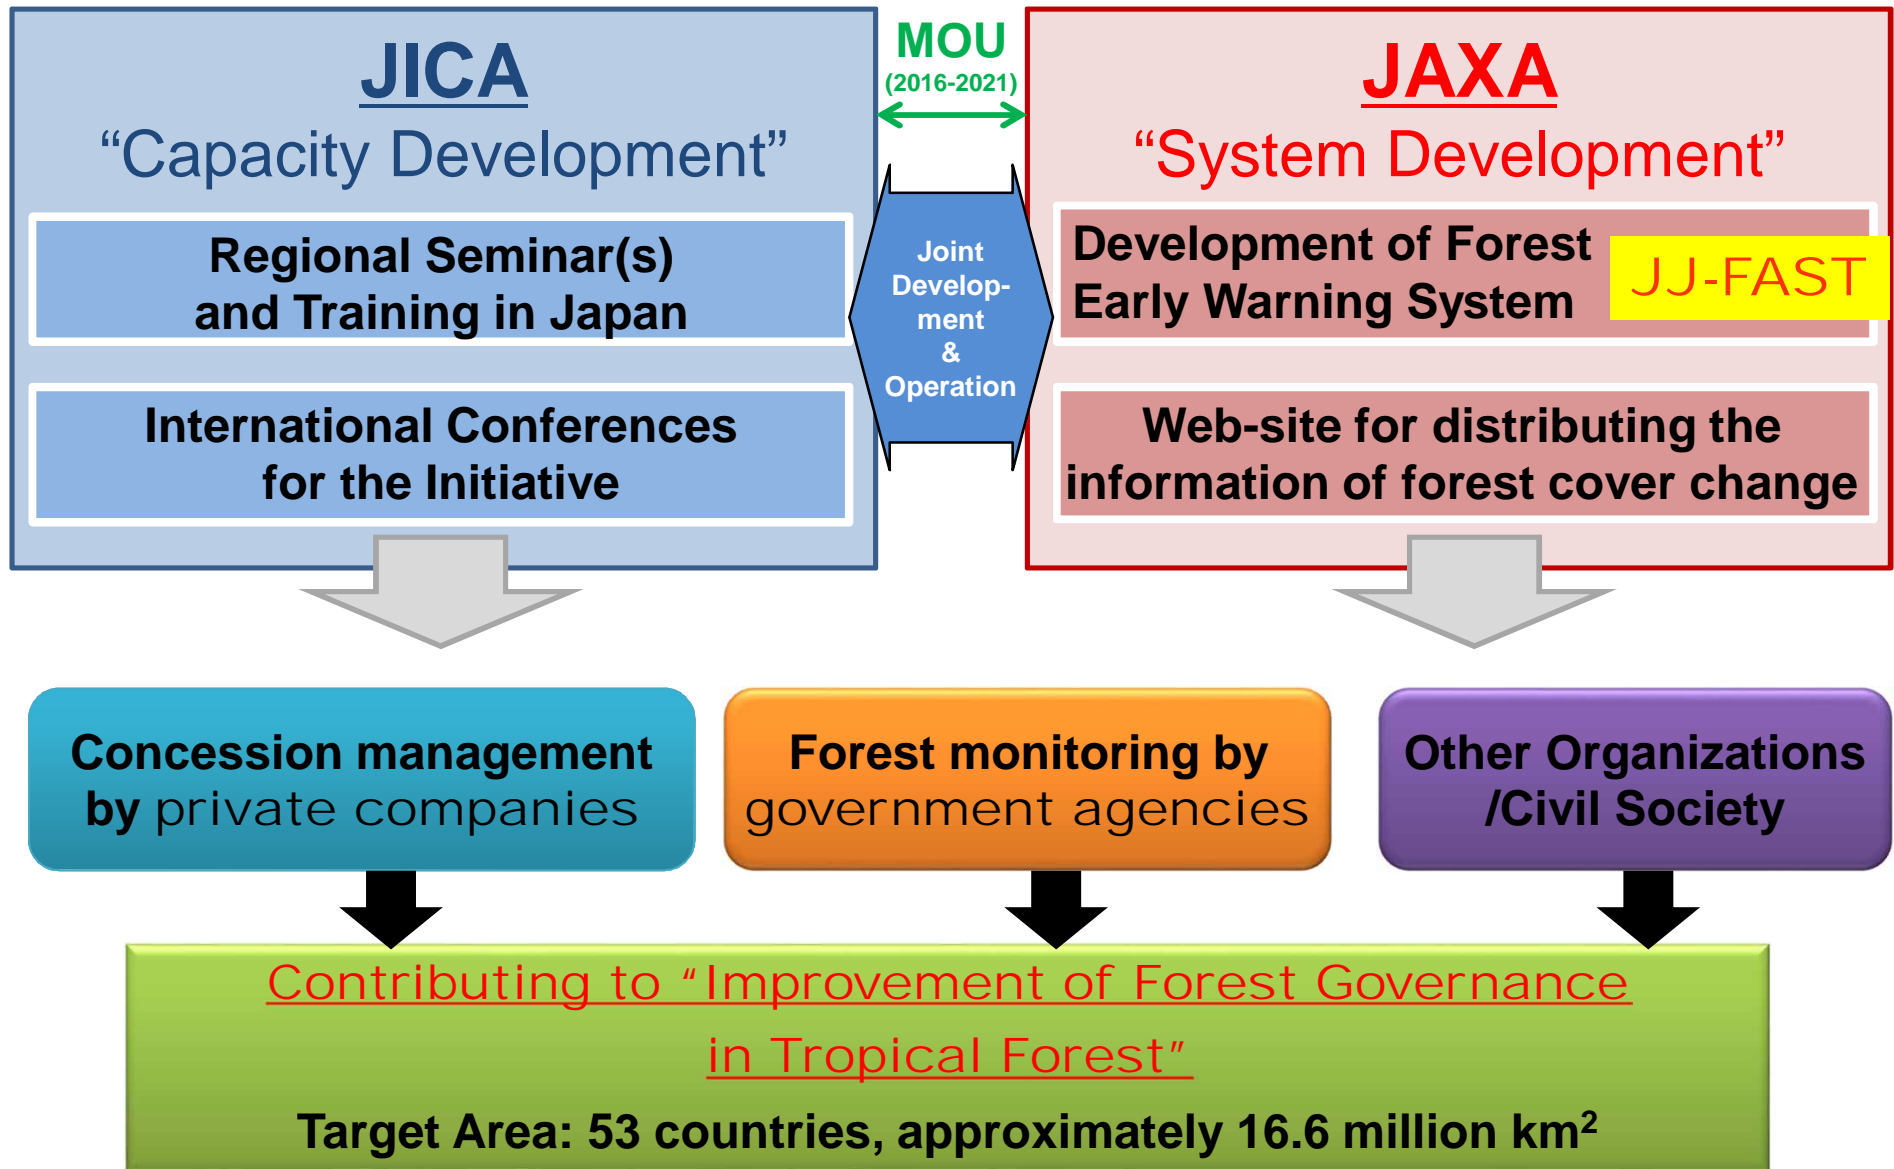 JICA
“Capacity Development”
Regional Seminar(s)
and Training in Japan
International Conferences
for the Initiative
MOU
(2016-2021)
Joint
Develop-
ment
&
Operation
JAXA
“System Development”
Development of Forest
Early Warning System
JJ-FAST
Web-site for distributing the
information of forest cover change
Concession management
by private companies
Forest monitoring by
government agencies
Other Organizations
/Civil Society
Contributing to “Improvement of Forest Governance
in Tropical Forest”
Target Area: 53 countries, approximately 16.6 million km²